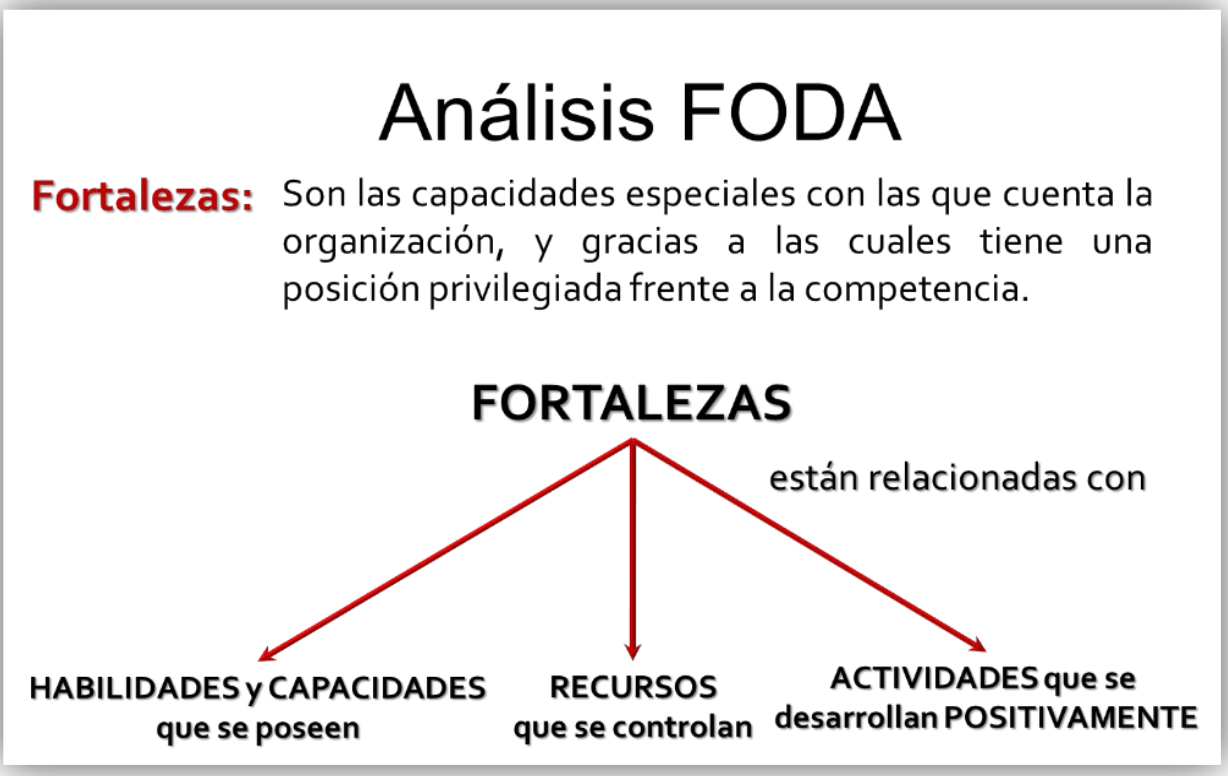 Análisis FODA
Fortalezas: Son las capacidades especiales con las que cuenta la
organización, y gracias a las cuales tiene una
posición privilegiada frente a la competencia.
FORTALEZAS
están relacionadas con
HABILIDADES y CAPACIDADES
que se poseen
RECURSOS
que se controlan
ACTIVIDADES que se
desarrollan POSITIVAMENTE